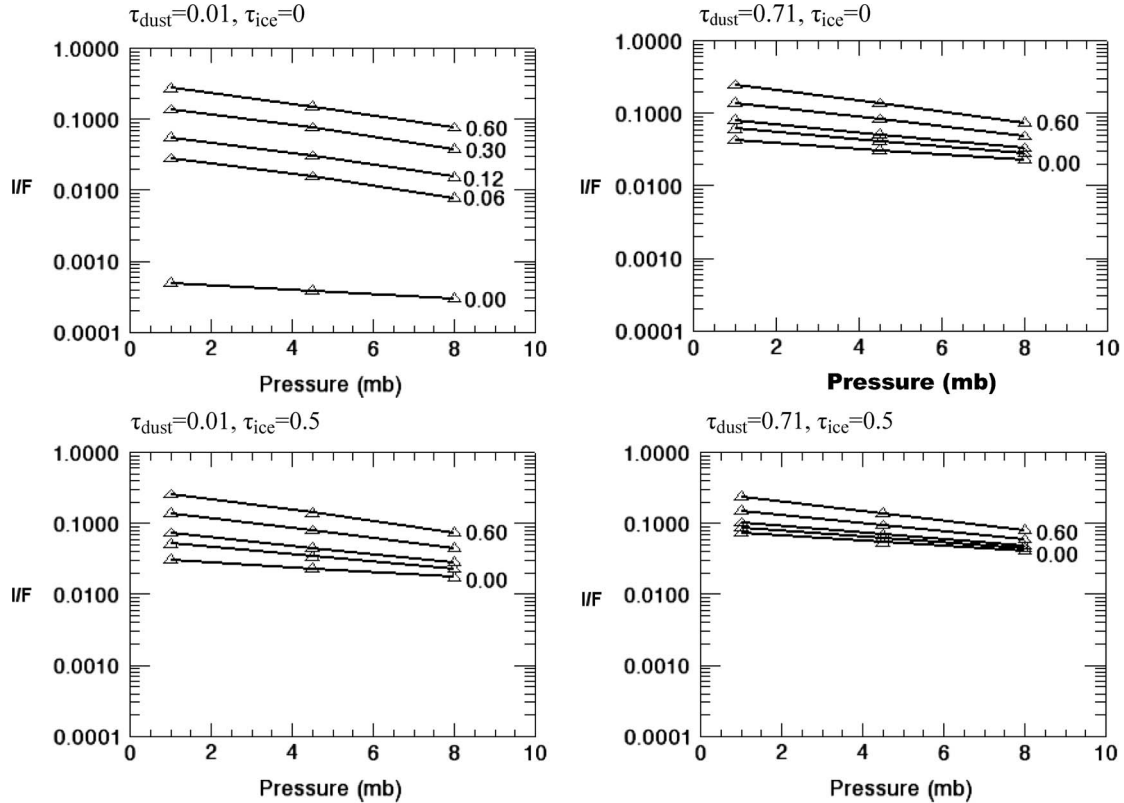 τdust=0.01, τice=0
1.0000
0.1000
0.0100
0.0010
0.0001
I/F
0.60
0.30
0.12
0.06
0.00
0 2 4 6 8 10
Pressure (mb)
τdust=0.71, τice=0
1.0000
0.1000
0.0100
0.0010
0.0001
I/F
0.60
0.00
0 2 4 6 8 10
Pressure (mb)
τdust=0.01, τice=0.5
1.0000
0.1000
0.0100
0.0010
0.0001
I/F
0.60
0.00
0 2 4 6 8 10
Pressure (mb)
τdust=0.71, τice=0.5
1.0000
0.1000
0.0100
0.0010
0.0001
I/F
0.60
0.00
0 2 4 6 8 10
Pressure (mb)